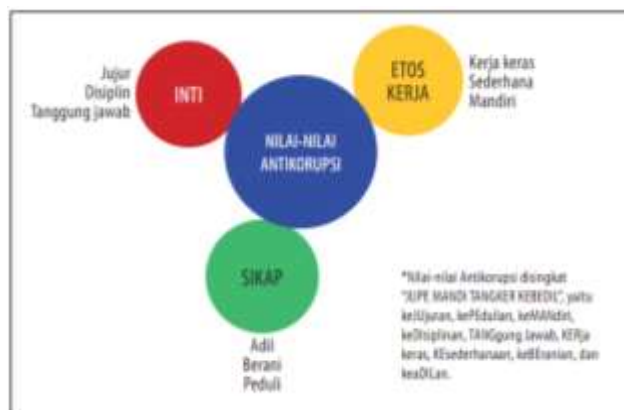 Jujur
Disiplin
Tanggung jawab
INTI
ETOS
KERJA
Kerja keras
Sederhana
Mandiri
NILAI-NILAI
ANTIKORUPSI
SIKAP
Adil
Berani
Peduli
*Nilai-nilai Antikorupsi disingkat
"JUPE MANDI TANGKER KEBEDIL", yaitu
keJUjuran, kePEdulian, keMANdiri,
keDIsiplinan, TANGgung Jawab, KERja
keras, KEsederhanaan, keBEranian, dan
keaDILan.